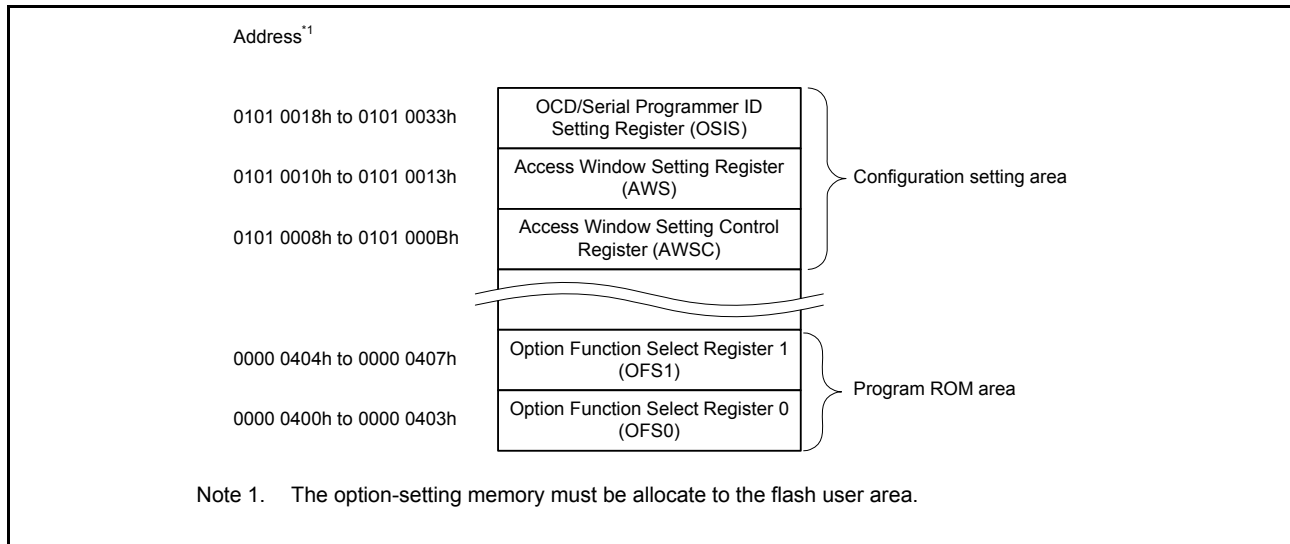 Address*1
0101 0018h to 0101 0033h
OCD/Serial Programmer ID
Setting Register (OSIS)
0101 0010h to 0101 0013h
Access Window Setting Register
(AWS)
Configuration setting area
0101 0008h to 0101 000Bh
Access Window Setting Control
Register (AWSC)
0000 0404h to 0000 0407h
Option Function Select Register 1
(OFS1)
Program ROM area
0000 0400h to 0000 0403h
Option Function Select Register 0
(OFS0)
Note 1. The option-setting memory must be allocate to the flash user area.